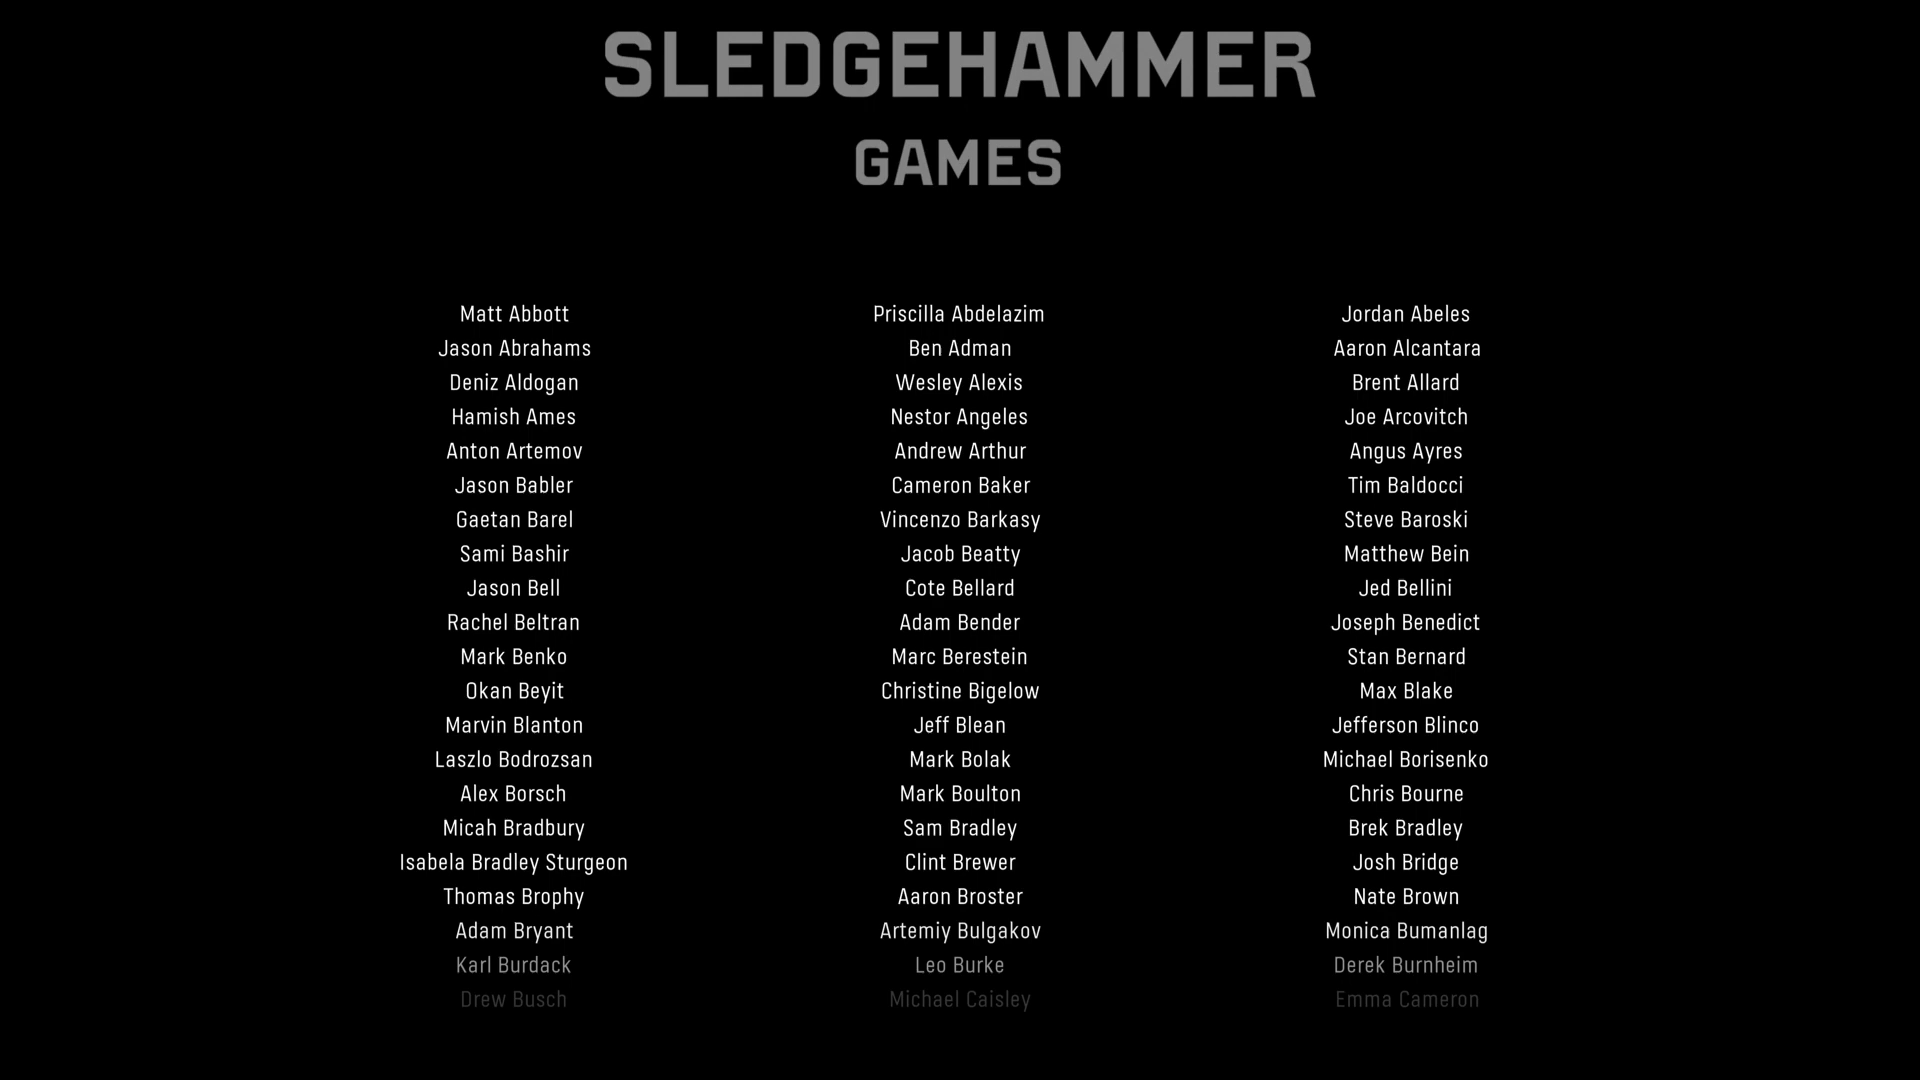 SLEDGEHAMMER
GAMES
Matt Abbott Priscilla Abdelazim Jordan Abeles
Jason Abrahams Ben Adman Aaron Alcantara
Deniz Aldogan Wesley Alexis Brent Allard
Hamish Ames Nestor Angeles Joe Arcovitch
Anton Artemov Andrew Arthur Angus Ayres
Jason Babler Cameron Baker Tim Baldocci
Gaetan Barel Vincenzo Barkasy Steve Baroski
Sami Bashir Jacob Beatty Matthew Bein
Jason Bell Cote Bellard Jed Bellini
Rachel Beltran Adam Bender Joseph Benedict
Mark Benko Marc Berestein Stan Bernard
Okan Beyit Christine Bigelow Max Blake
Marvin Blanton Jeff Blean Jefferson Blinco
Laszlo Bodrozsan Mark Bolak Michael Borisenko
Alex Borsch Mark Boulton Chris Bourne
Micah Bradbury Sam Bradley Brek Bradley
Isabela Bradley Sturgeon Clint Brewer Josh Bridge
Thomas Brophy Aaron Broster Nate Brown
Adam Bryant Artemiy Bulgakov Monica Bumanlag
Karl Burdack Leo Burke Derek Burnheim
Drew Busch Michael Caisley Emma Cameron